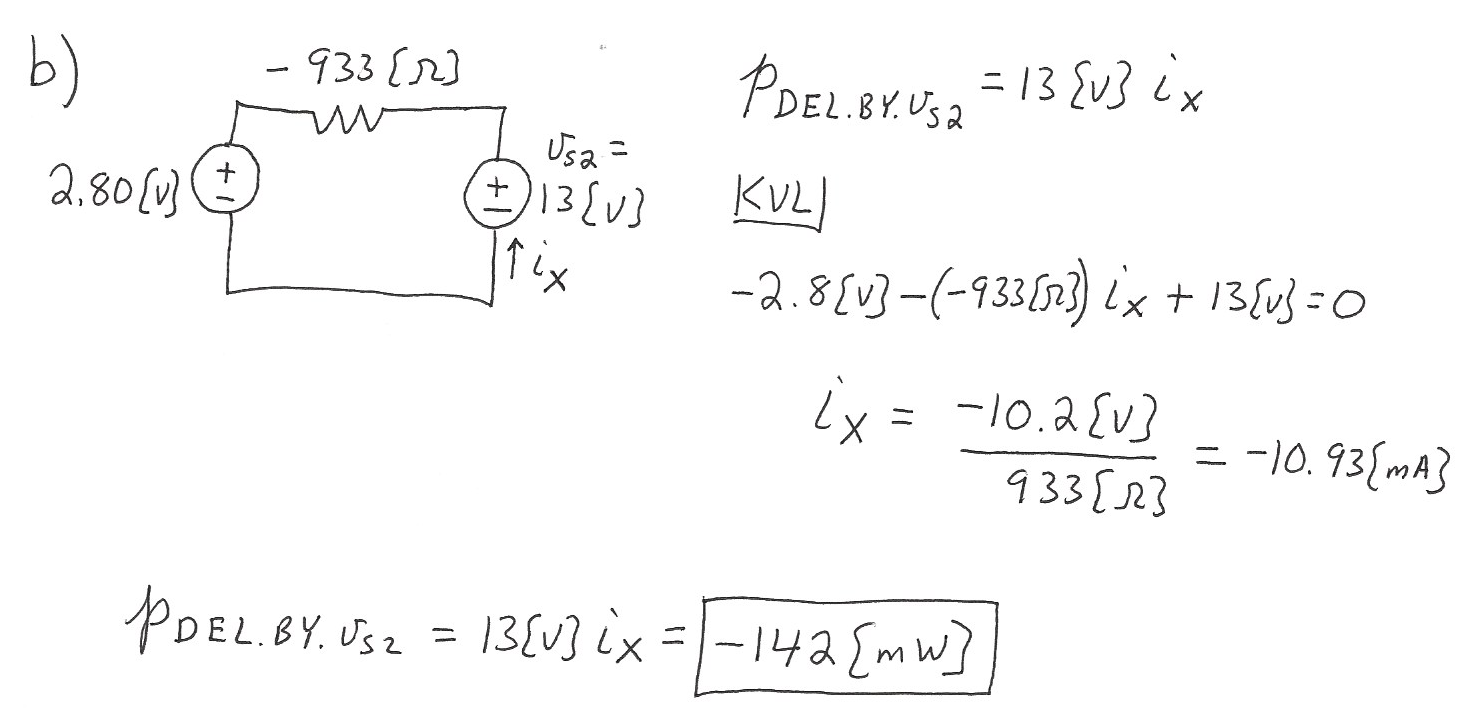 b)
- 933 [Ω]
2.80 [V]
+
-
+
-
v_S2 =
13 [V]
↑ i_X
p_DEL.BY.v_S2 = 13 [V] i_X
KVL
-2.8 [V] - (-933 [Ω]) i_X + 13 [V] = 0
i_X = -10.2 [V] / 933 [Ω] = -10.93 [mA]
p_DEL.BY.v_S2 = 13 [V] i_X = -142 [mW]